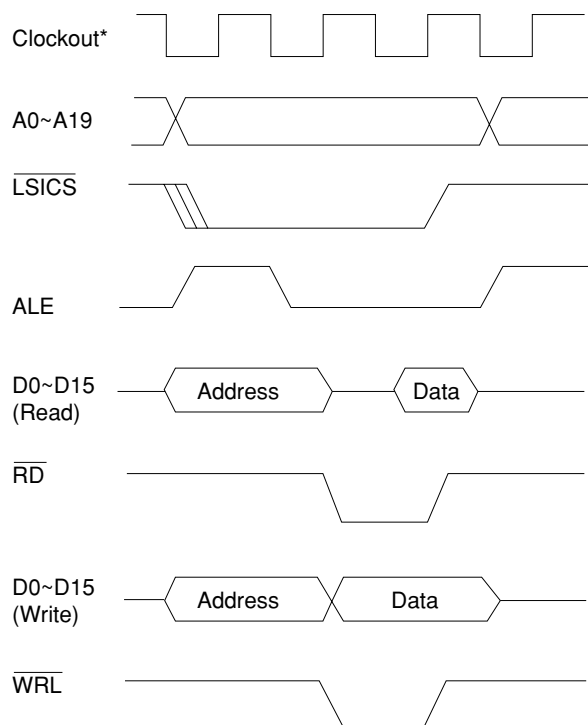 Clockout*
A0~A19
LSICS
ALE
D0~D15
(Read)
Address
Data
RD
D0~D15
(Write)
Address
Data
WRL